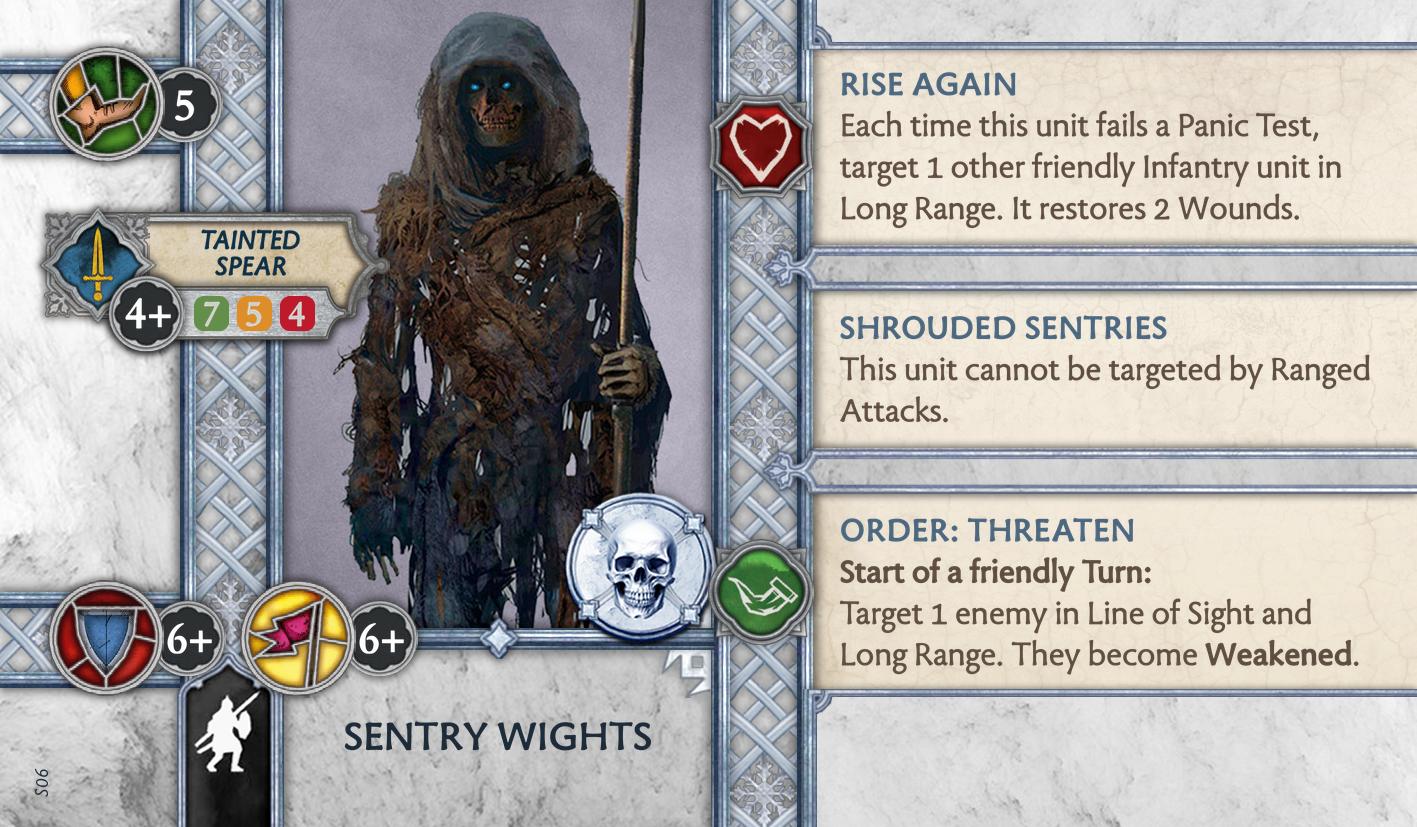 5
TAINTED
SPEAR
4+ 7 5 4
6+ 6+
SENTRY WIGHTS
S06
RISE AGAIN
Each time this unit fails a Panic Test,
target 1 other friendly Infantry unit in
Long Range. It restores 2 Wounds.
SHROUDED SENTRIES
This unit cannot be targeted by Ranged
Attacks.
ORDER: THREATEN
Start of a friendly Turn:
Target 1 enemy in Line of Sight and
Long Range. They become Weakened.